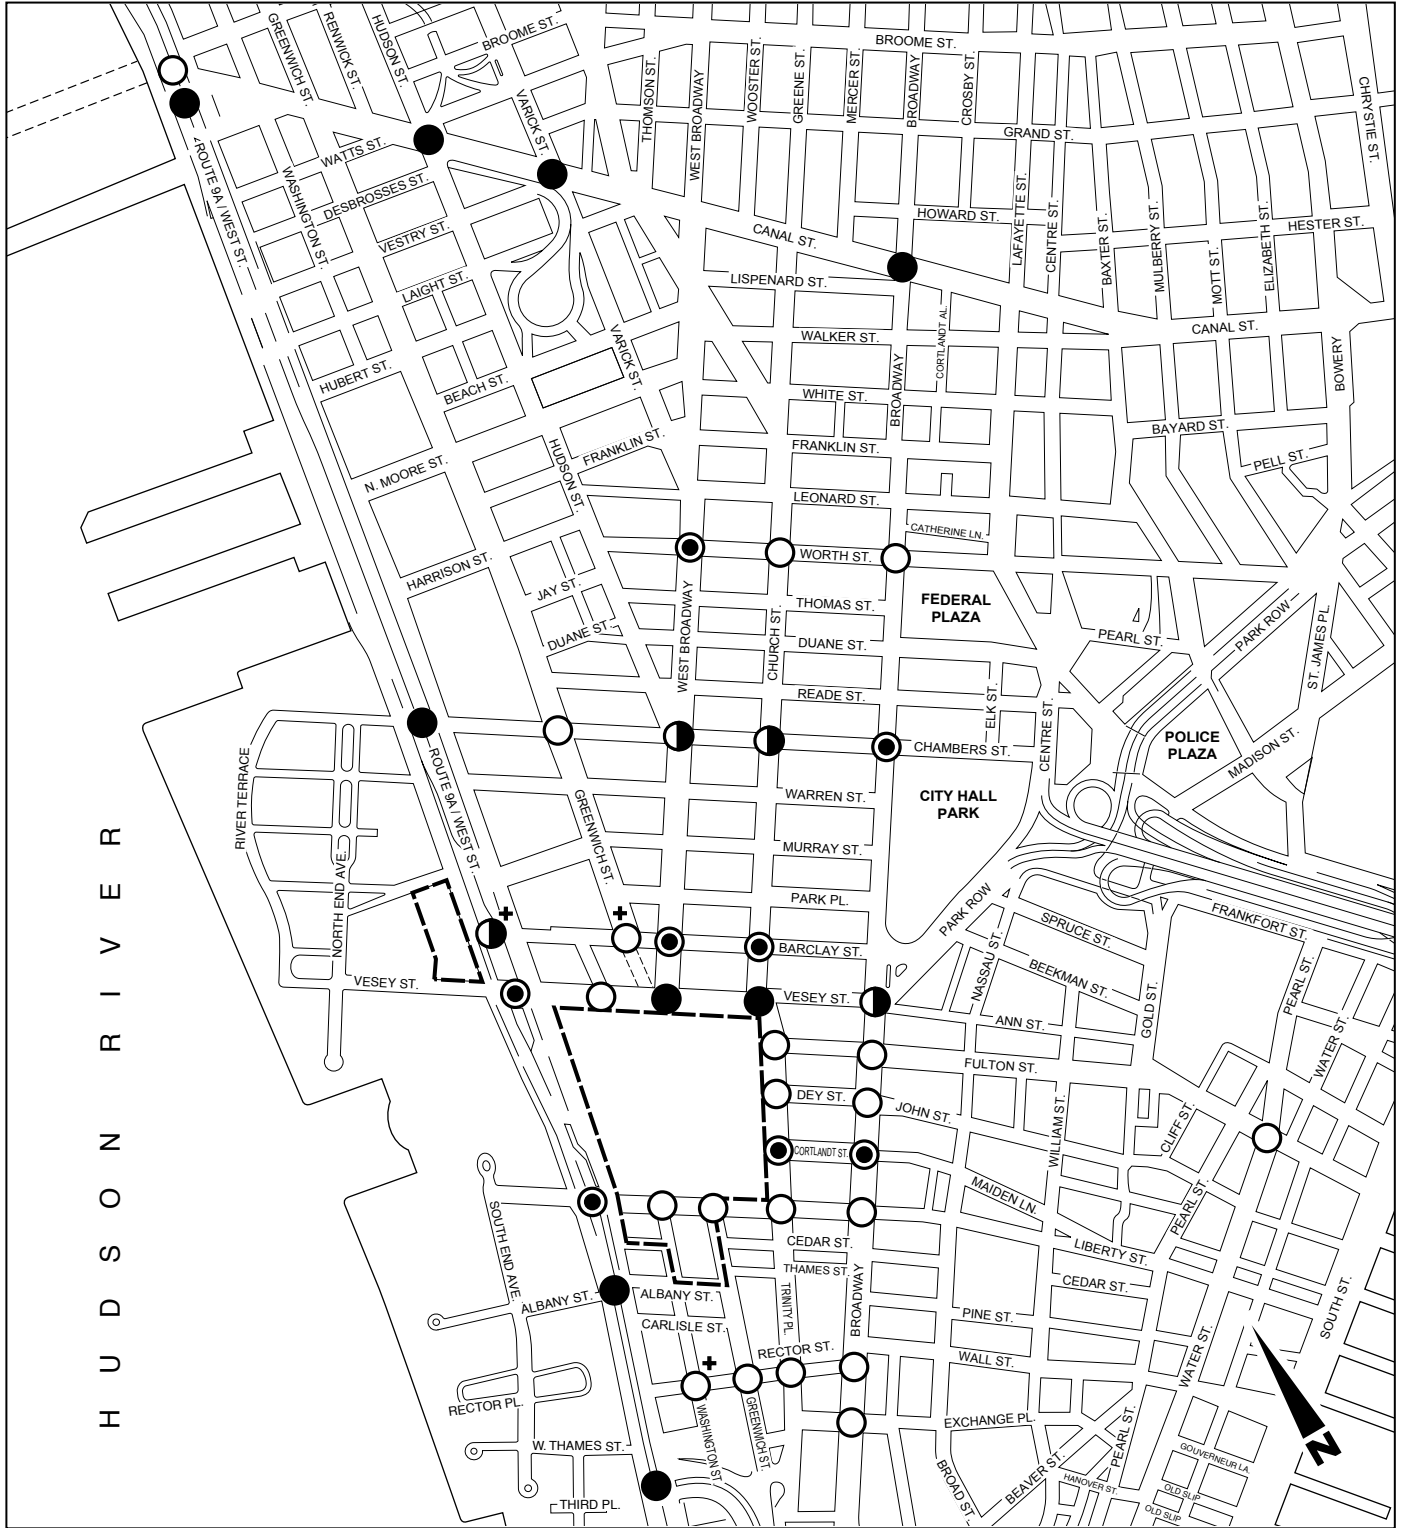 GREENWICH ST.
RENWICK ST.
HUDSON ST.
BROOME ST.
BROOME ST.
VARICK ST.
THOMSON ST.
WEST BROADWAY
WOOSTER ST.
GREENE ST.
MERCER ST.
BROADWAY
CROSBY ST.
GRAND ST.
CHRYSTIE ST.
ROUTE 9A / WEST ST.
WATTS ST.
WASHINGTON ST.
DESBROSSES ST.
VESTRY ST.
LAIGHT ST.
CANAL ST.
HOWARD ST.
LAFAYETTE ST.
CENTRE ST.
BAXTER ST.
MULBERRY ST.
MOTT ST.
ELIZABETH ST.
HESTER ST.
LISPENARD ST.
CORTLANDT AL.
CANAL ST.
WALKER ST.
BOWERY
VARICK ST.
HUBERT ST.
BEACH ST.
WHITE ST.
BROADWAY
BAYARD ST.
FRANKLIN ST.
FRANKLIN ST.
PELL ST.
HUDSON ST.
N. MOORE ST.
LEONARD ST.
CATHERINE LN.
WORTH ST.
HARRISON ST.
JAY ST.
THOMAS ST.
FEDERAL
PLAZA
DUANE ST.
DUANE ST.
WEST BROADWAY
CHURCH ST.
PEARL ST.
PARK ROW
ST. JAMES PL.
READE ST.
ELK ST.
CENTRE ST.
CHAMBERS ST.
POLICE
PLAZA
MADISON ST.
RIVER TERRACE
ROUTE 9A / WEST ST.
GREENWICH ST.
WARREN ST.
CITY HALL
PARK
MURRAY ST.
NORTH END AVE.
PARK PL.
PARK ROW
SPRUCE ST.
FRANKFORT ST.
BARCLAY ST.
NASSAU ST.
BEEKMAN ST.
GOLD ST.
PEARL ST.
WATER ST.
VESEY ST.
VESEY ST.
ANN ST.
FULTON ST.
DEY ST.
JOHN ST.
WILLIAM ST.
CLIFF ST.
CORTLANDT ST.
MAIDEN LN.
PEARL ST.
HUDSON RIVER
SOUTH END AVE.
CEDAR ST.
LIBERTY ST.
THAMES ST.
CEDAR ST.
ALBANY ST.
ALBANY ST.
TRINITY PL.
BROADWAY
PINE ST.
SOUTH ST.
CARLISLE ST.
RECTOR ST.
WALL ST.
WATER ST.
RECTOR PL.
WASHINGTON ST
GREENWICH ST.
EXCHANGE PL.
PEARL ST.
W. THAMES ST.
GOUVERNEUR LA.
BROAD ST.
BEAVER ST.
HANOVER ST.
OLD SLIP
OLD SLIP
THIRD PL.
N